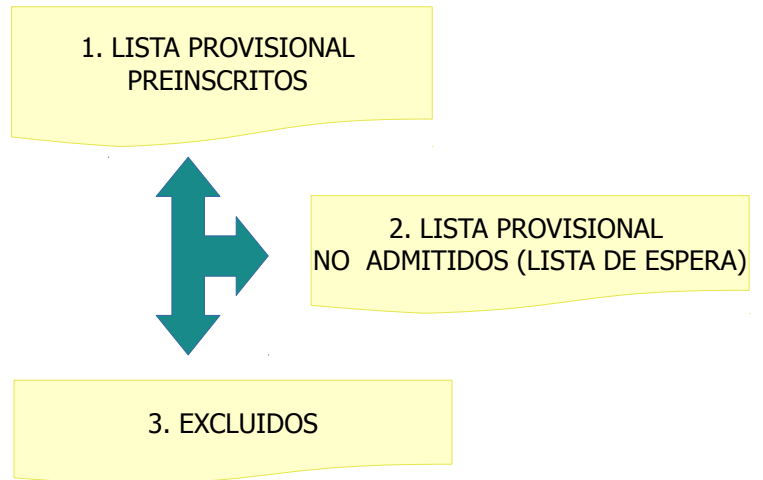 1. LISTA PROVISIONAL
PREINSCRITOS
2. LISTA PROVISIONAL
NO ADMITIDOS (LISTA DE ESPERA)
3. EXCLUIDOS